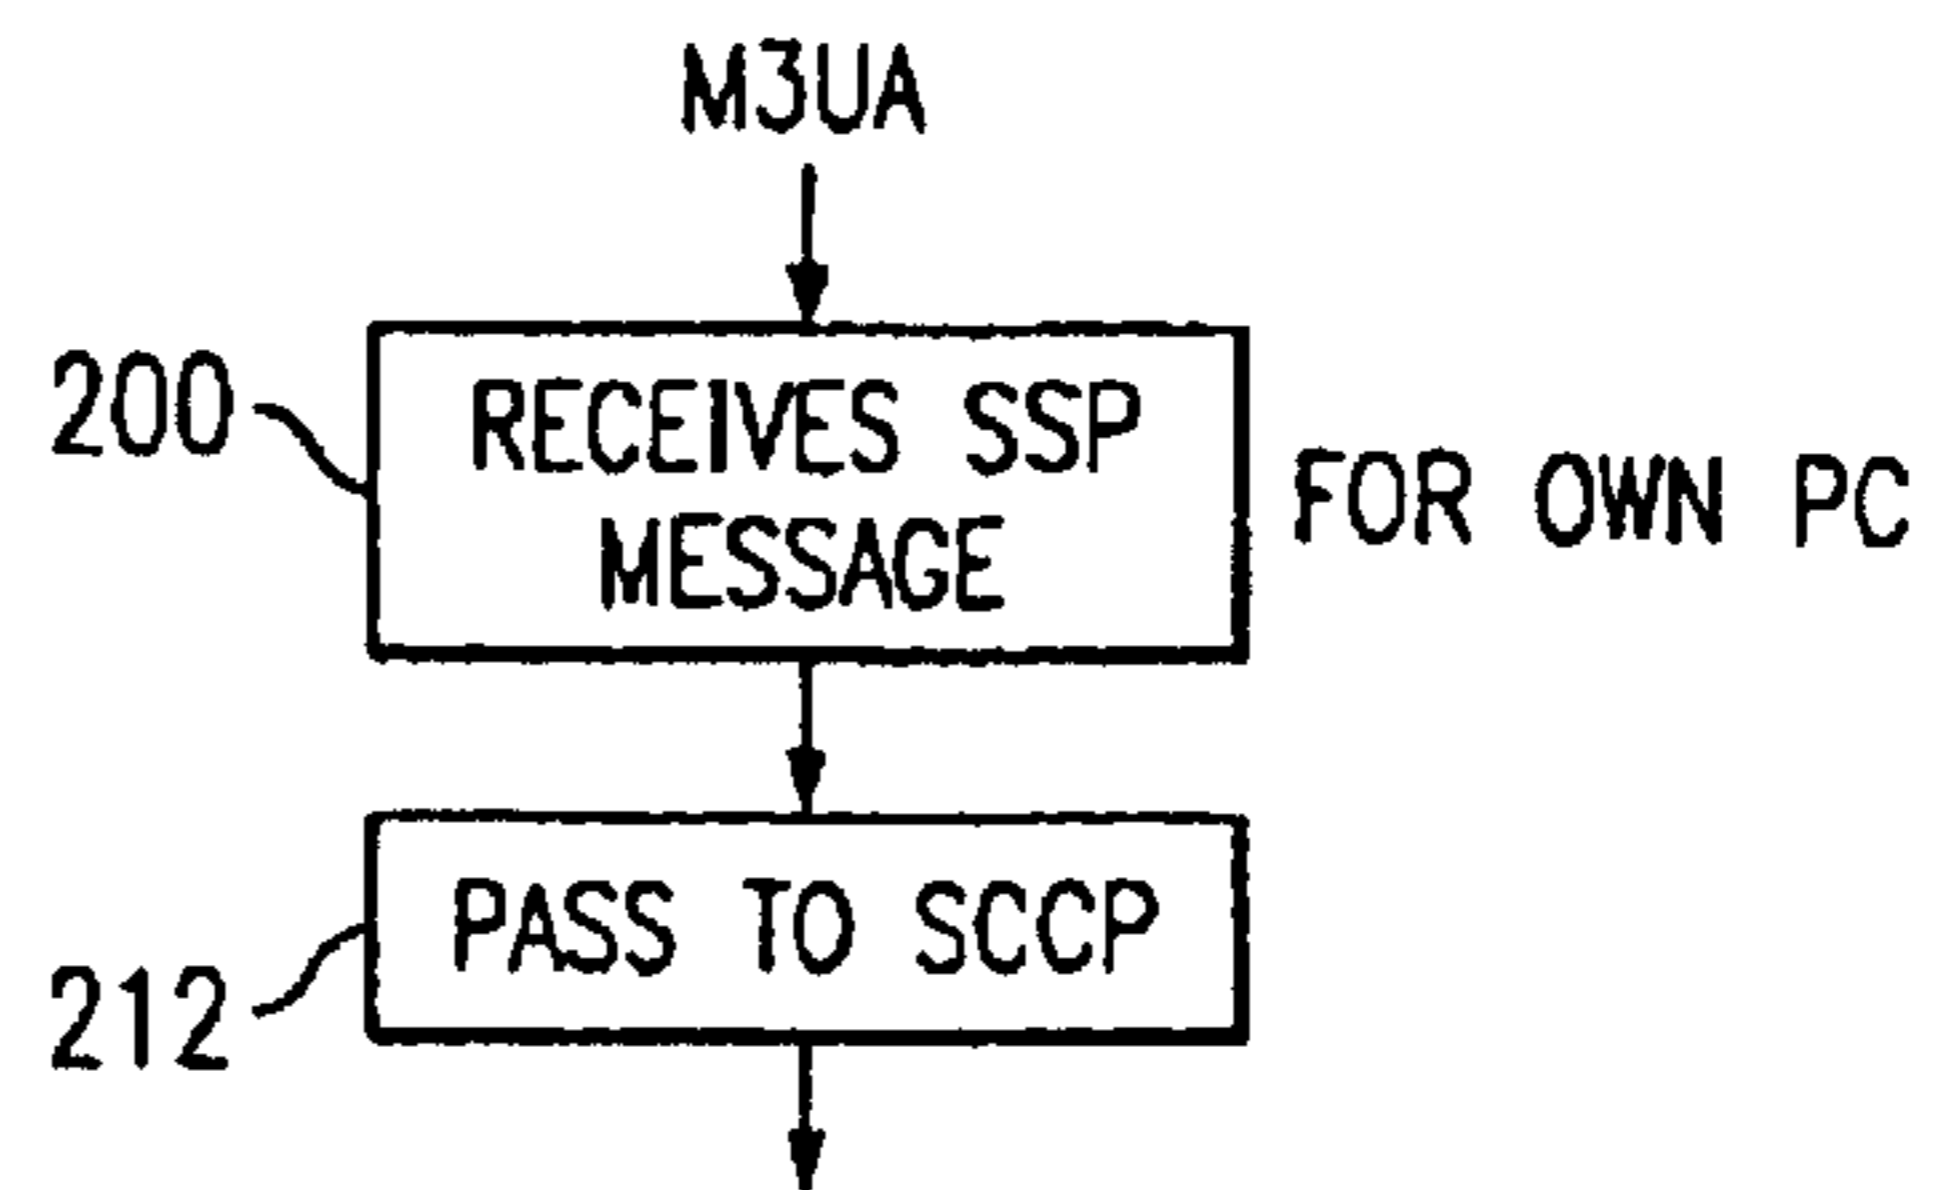 M3UA
200
RECEIVES SSP
MESSAGE
FOR OWN PC
PASS TO SCCP
212